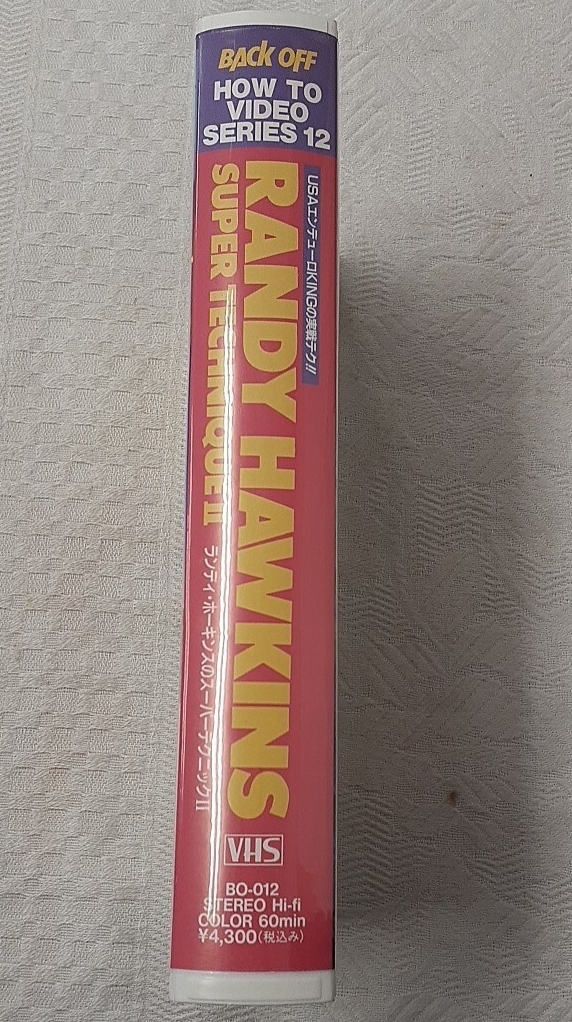 BACK OFF
HOW TO
VIDEO
SERIES 12
USAエンデューロKINGの実戦テク!!
RANDY HAWKINS
SUPER TECHNIQUE II
ランディ・ホーキンスのスーパーテクニックII
VHS
BO-012
STEREO Hi-fi
COLOR 60min
¥4,300(税込み)